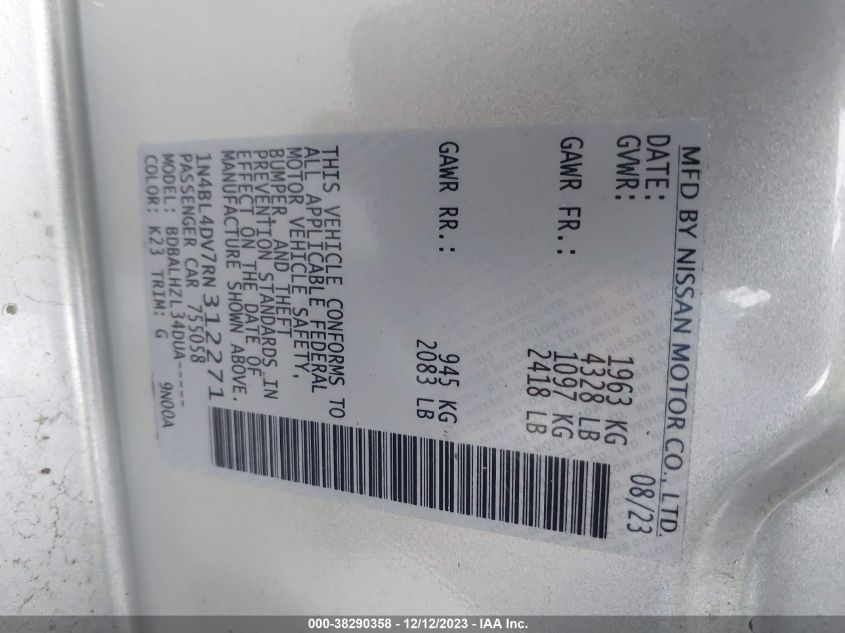 MFD BY NISSAN MOTOR CO., LTD.
DATE: 08/23
GVWR: 1963 KG
4328 LB
GAWR FR.: 1097 KG
2418 LB
GAWR RR.: 945 KG
2083 LB
THIS VEHICLE CONFORMS TO
ALL APPLICABLE FEDERAL
MOTOR VEHICLE SAFETY,
BUMPER AND THEFT
PREVENTION STANDARDS IN
EFFECT ON THE DATE OF
MANUFACTURE SHOWN ABOVE.
1N4BL4DV7RN312271
PASSENGER CAR 755058
MODEL: BDBALHZL34DUA-----
COLOR: K23 TRIM: G 9N00A
000-38290358 - 12/12/2023 - IAA Inc.